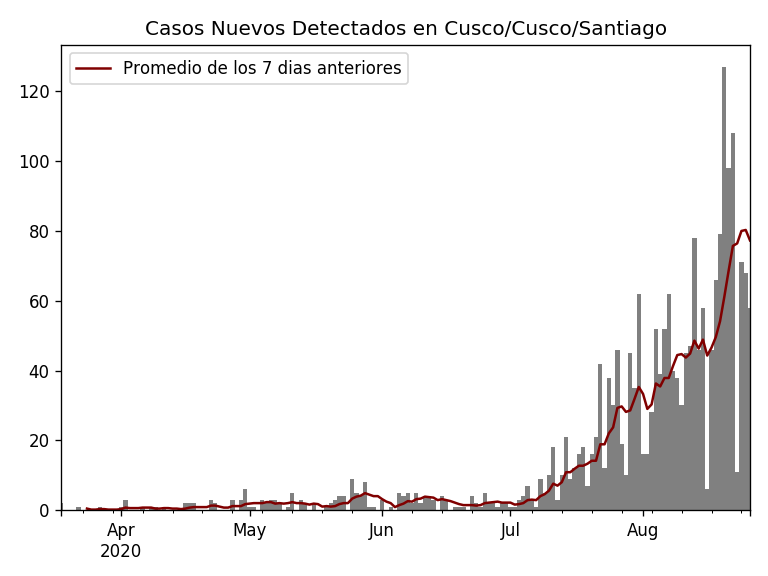 Casos Nuevos Detectados en Cusco/Cusco/Santiago
Promedio de los 7 dias anteriores
120
100
80
60
40
20
0
Apr May Jun Jul Aug
2020